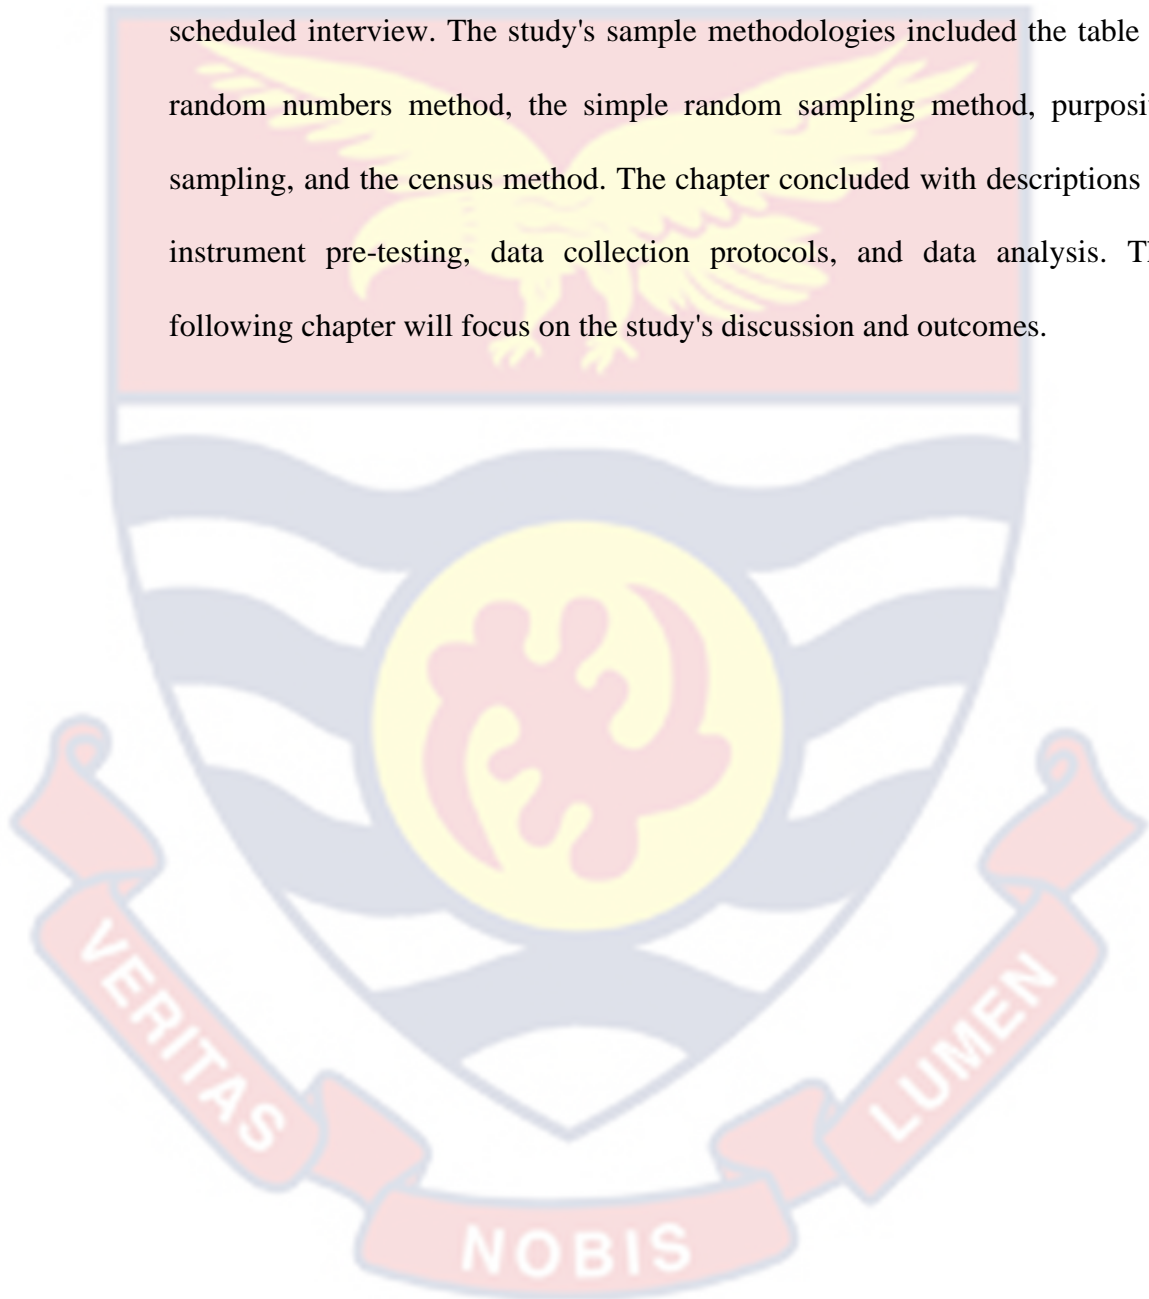 scheduled interview. The study's sample methodologies included the table
random numbers method, the simple random sampling method,
sampling, and the census method. The chapter concluded with descriptions
instrument pre-testing, data collection protocols, and data analysis.
following chapter will focus on the study's discussion and outcomes.
VERITAS
NOBIS
LUMEN